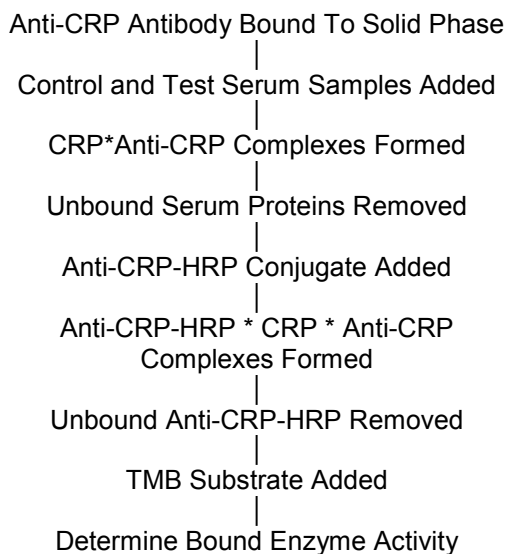 Anti-CRP Antibody Bound To Solid Phase
Control and Test Serum Samples Added
CRP*Anti-CRP Complexes Formed
Unbound Serum Proteins Removed
Anti-CRP-HRP Conjugate Added
Anti-CRP-HRP * CRP * Anti-CRP
Complexes Formed
Unbound Anti-CRP-HRP Removed
TMB Substrate Added
Determine Bound Enzyme Activity